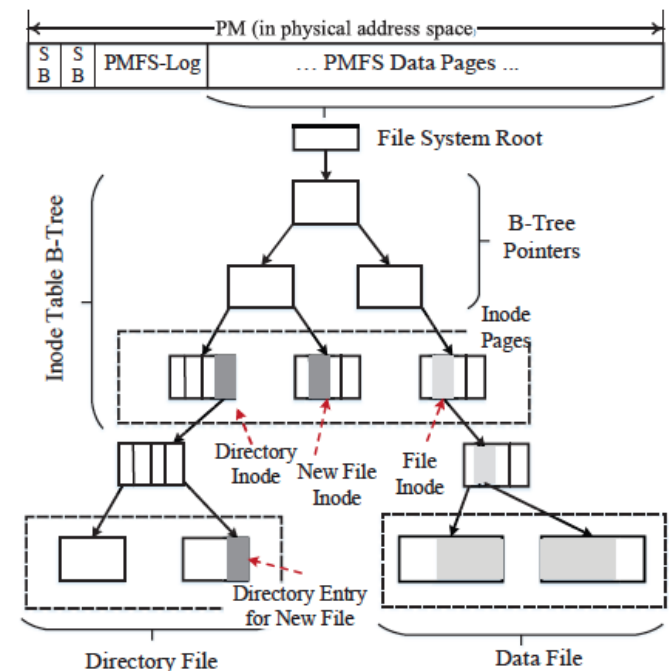 PM (in physical address space
S
B
S
B
PMFS-Log
… PMFS Data Pages ...
File System Root
Inode Table B-Tree
B-Tree
Pointers
Inode
Pages
Directory
Inode
New File
Inode
File
Inode
Directory Entry
for New File
Directory File
Data File